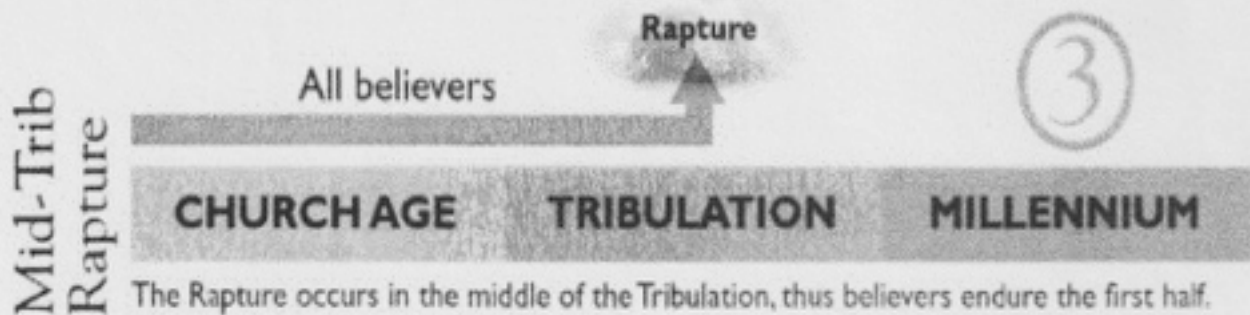 Mid-Trib
Rapture
Rapture
All believers
3
CHURCH AGE TRIBULATION MILLENNIUM
The Rapture occurs in the middle of the Tribulation, thus believers endure the first half.